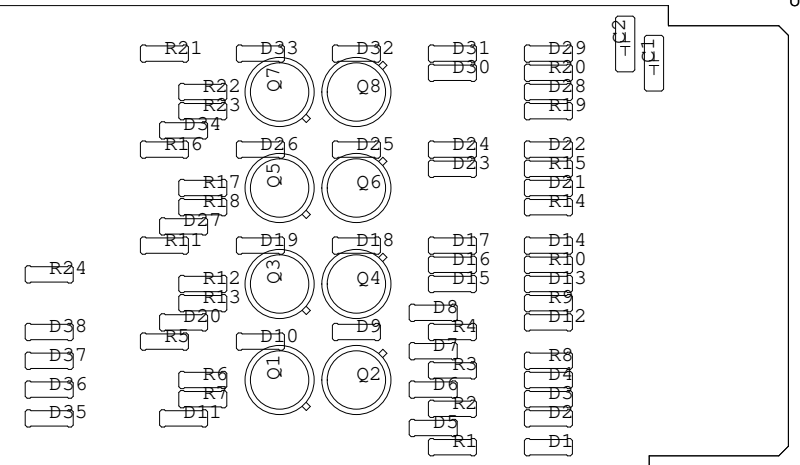 C2
R21 D33 D32 D31 D29 C1
D30 R20
R22 Q7 Q8 D28
R23 R19
D34
R16 D26 D25 D24 D22
D23 R15
R17 Q5 Q6 D21
R18 R14
D27
R11 D19 D18 D17 D14
R24 D16 R10
R12 Q3 Q4 D15 D13
R13 R9
D20 D8 D12
D38 D9 R4
R5 D10 D7
D37 R3 R8
R6 Q1 Q2 D4
D36 D6
R7 D3
D35 D11 R2 D2
D5
R1 D1